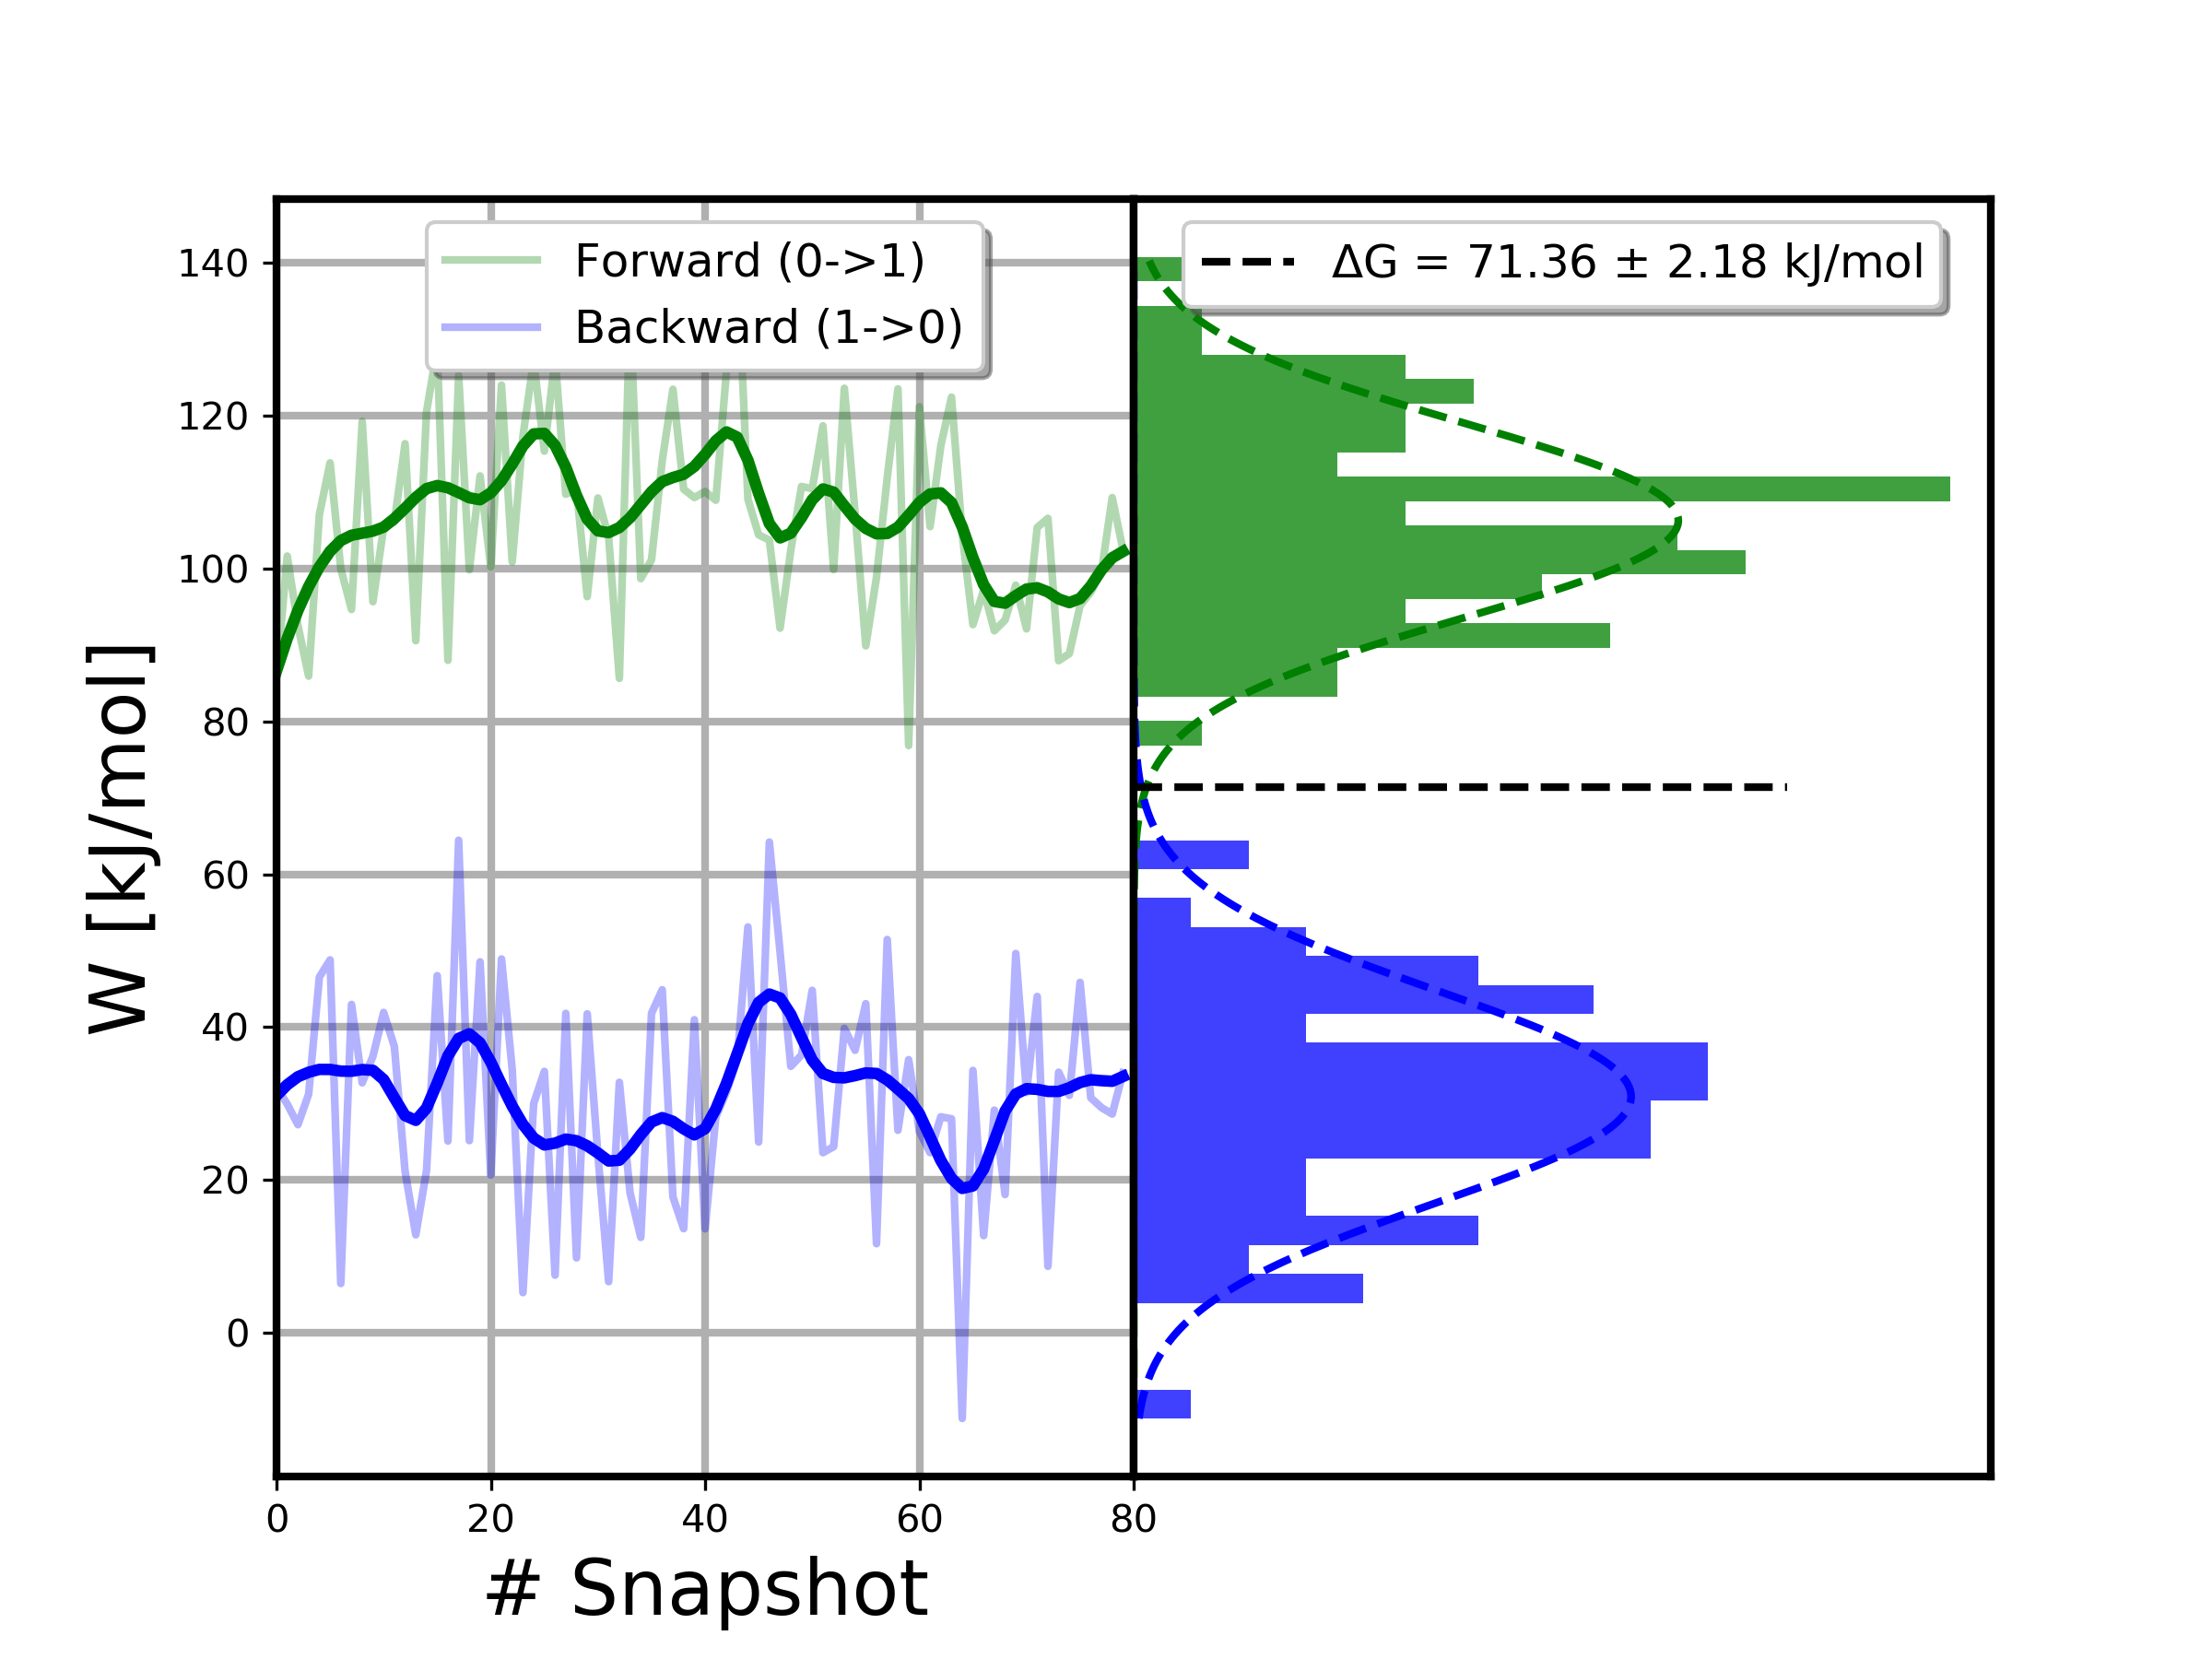 Forward (0->1)
Backward (1->0)
ΔG = 71.36 ± 2.18 kJ/mol
W [kJ/mol]
140
120
100
80
60
40
20
0
0 20 40 60 80
# Snapshot